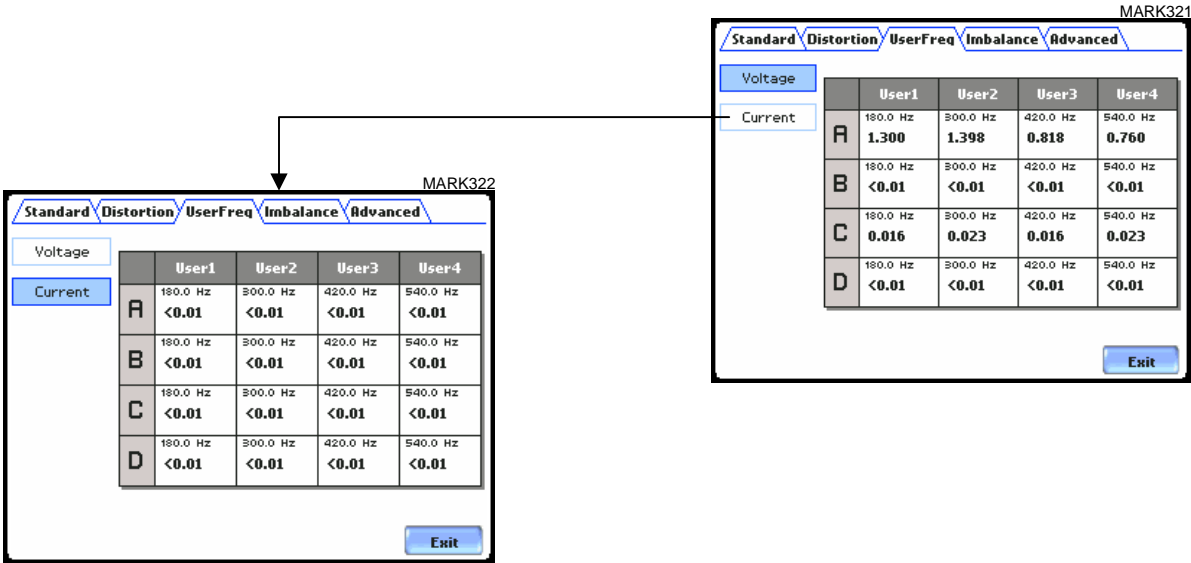 MARK321
Standard Distortion UserFreq Imbalance Advanced
Voltage
Current
User1 User2 User3 User4
180.0 Hz 300.0 Hz 420.0 Hz 540.0 Hz
A 1.300 1.398 0.818 0.760
180.0 Hz 300.0 Hz 420.0 Hz 540.0 Hz
B <0.01 <0.01 <0.01 <0.01
180.0 Hz 300.0 Hz 420.0 Hz 540.0 Hz
C 0.016 0.023 0.016 0.023
180.0 Hz 300.0 Hz 420.0 Hz 540.0 Hz
D <0.01 <0.01 <0.01 <0.01
Exit
MARK322
Standard Distortion UserFreq Imbalance Advanced
Voltage
Current
User1 User2 User3 User4
180.0 Hz 300.0 Hz 420.0 Hz 540.0 Hz
A <0.01 <0.01 <0.01 <0.01
180.0 Hz 300.0 Hz 420.0 Hz 540.0 Hz
B <0.01 <0.01 <0.01 <0.01
180.0 Hz 300.0 Hz 420.0 Hz 540.0 Hz
C <0.01 <0.01 <0.01 <0.01
180.0 Hz 300.0 Hz 420.0 Hz 540.0 Hz
D <0.01 <0.01 <0.01 <0.01
Exit